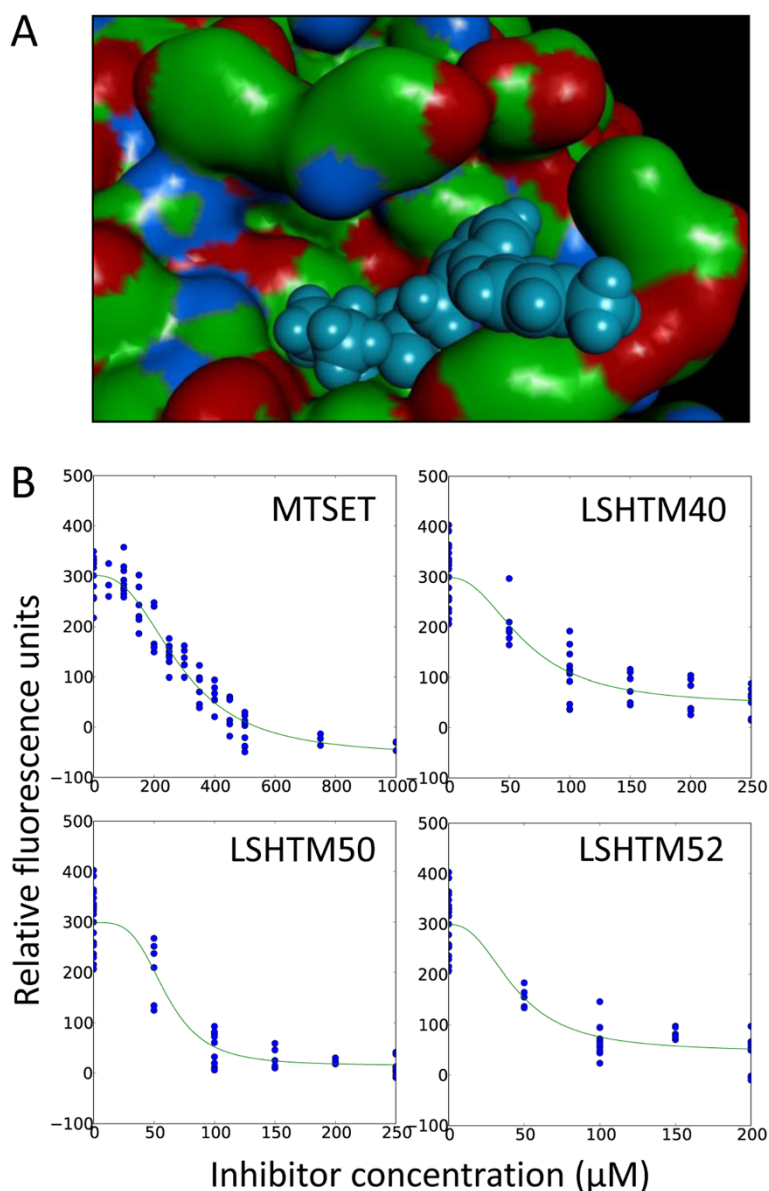 A
B
Relative fluorescence units
MTSET
500
400
300
200
100
0
−100
0 200 400 600 800 1000
LSHTM40
500
400
300
200
100
0
−100
0 50 100 150 200 250
LSHTM50
500
400
300
200
100
0
−100
0 50 100 150 200 250
LSHTM52
500
400
300
200
100
0
−100
0 50 100 150 200
Inhibitor concentration (μM)